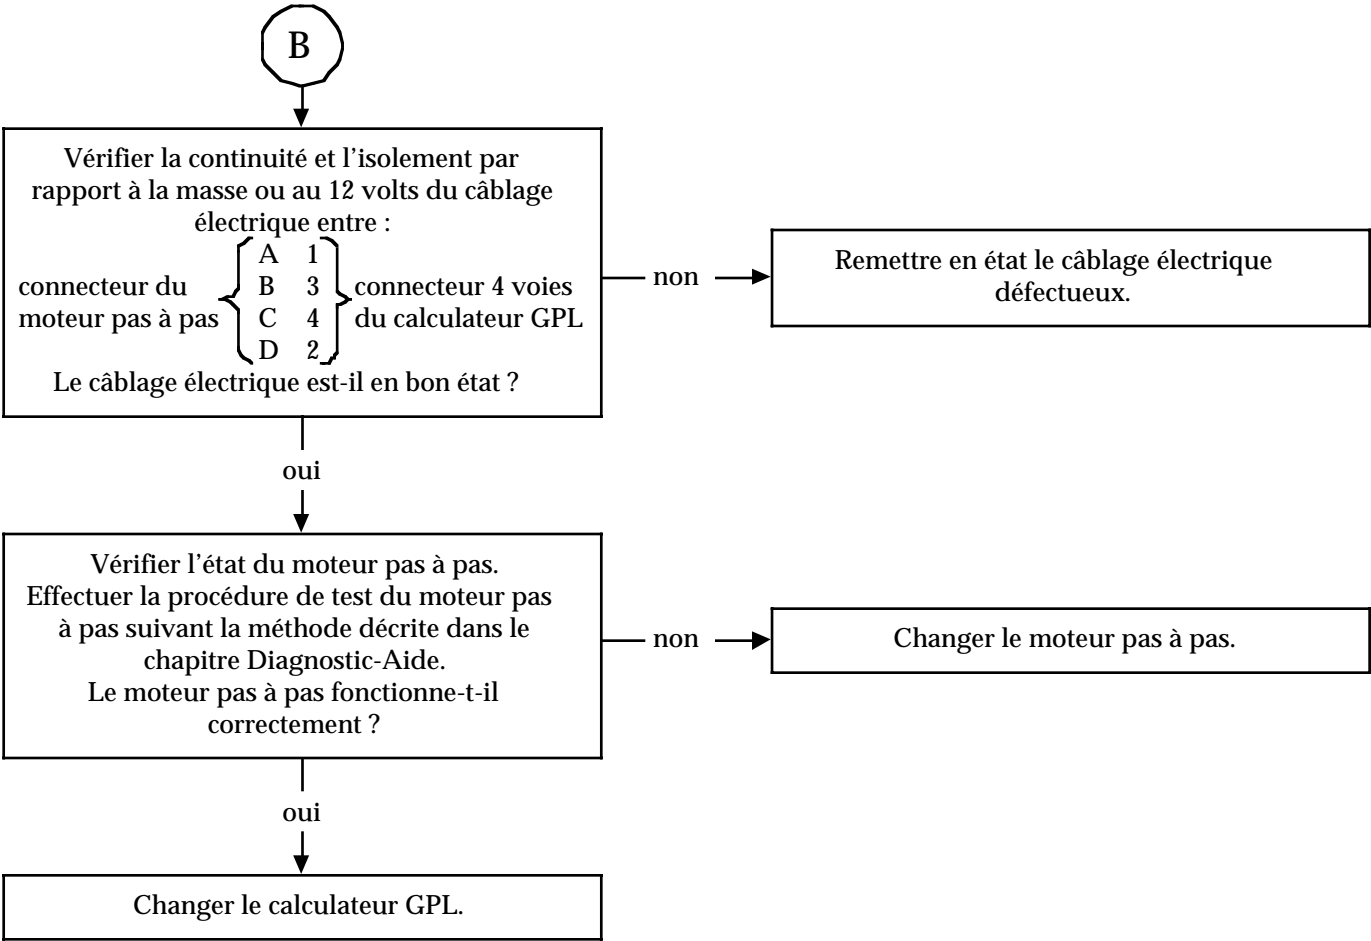 B
Vérifier la continuité et l'isolement par
rapport à la masse ou au 12 volts du câblage
électrique entre :
A 1
connecteur du B 3 connecteur 4 voies
moteur pas à pas C 4 du calculateur GPL
D 2
Le câblage électrique est-il en bon état ?
non
Remettre en état le câblage électrique
défectueux.
oui
Vérifier l'état du moteur pas à pas.
Effectuer la procédure de test du moteur pas
à pas suivant la méthode décrite dans le
chapitre Diagnostic-Aide.
Le moteur pas à pas fonctionne-t-il
correctement ?
non
Changer le moteur pas à pas.
oui
Changer le calculateur GPL.